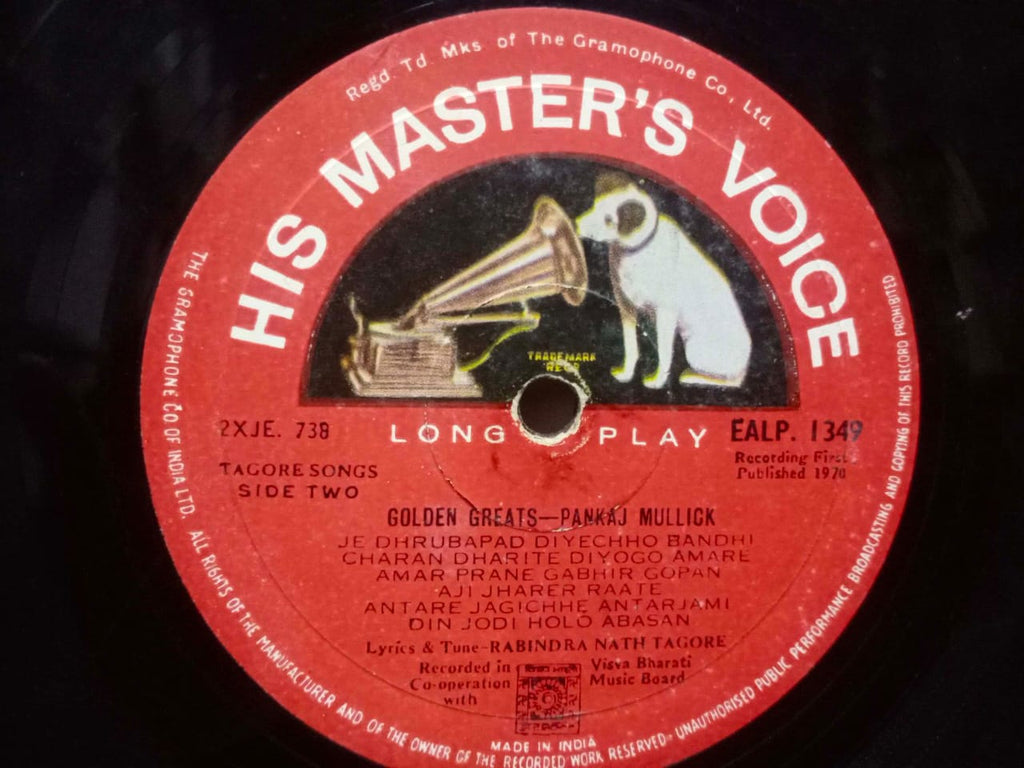 Regd. Td. Mks of The Gramophone Co., Ltd.
HIS MASTER'S VOICE
TRADE MARK
REGD
2XJE. 738
LONG PLAY
EALP. 1349
Recording First
Published 1970
TAGORE SONGS
SIDE TWO
GOLDEN GREATS—PANKAJ MULLICK
JE DHRUBAPAD DIYECHHO BANDHI
CHARAN DHARITE DIYOGO AMARE
AMAR PRANE GABHIR GOPAN
AJI JHARER RAATE
ANTARE JAGICHHE ANTARJAMI
DIN JODI HOLO ABASAN
Lyrics & Tune-RABINDRA NATH TAGORE
Recorded in
Co-operation
with
Visva Bharati
Music Board
MADE IN INDIA
THE GRAMOPHONE CO OF INDIA LTD. ALL RIGHTS OF THE MANUFACTURER AND OF THE OWNER OF THE RECORDED WORK RESERVED- UNAUTHORISED PUBLIC PERFORMANCE BROADCASTING AND COPYING OF THIS RECORD PROHIBITED